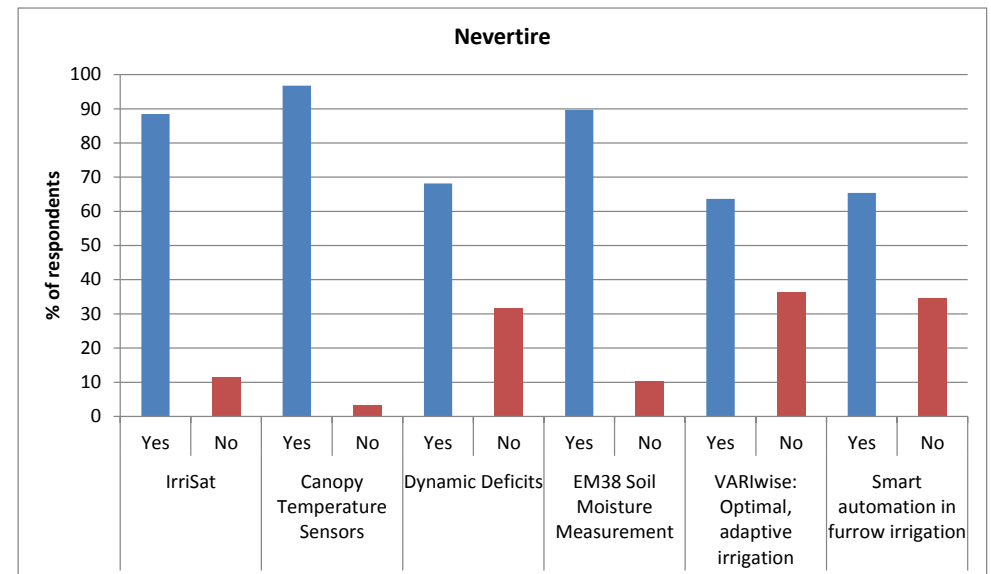 Nevertire
% of respondents
100
90
80
70
60
50
40
30
20
10
0
Yes No Yes No Yes No Yes No Yes No Yes No
IrriSat
Canopy
Temperature
Sensors
Dynamic Deficits
EM38 Soil
Moisture
Measurement
VARIwise:
Optimal,
adaptive
irrigation
Smart
automation in
furrow irrigation